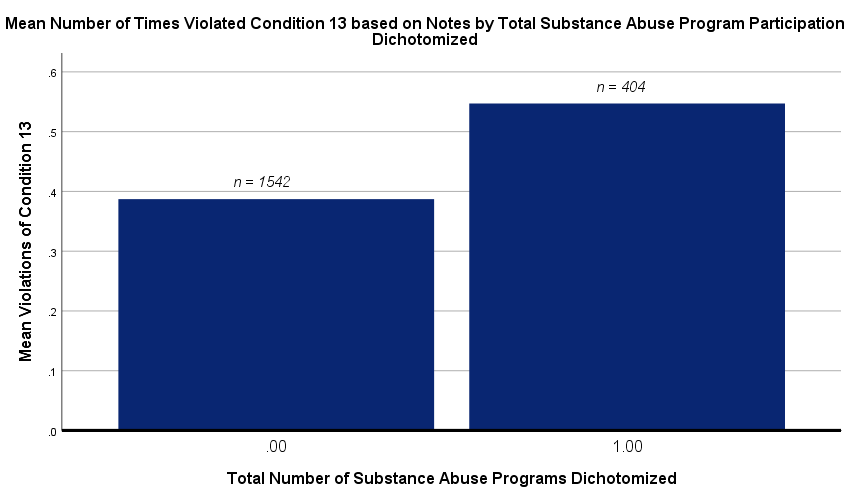 Mean Number of Times Violated Condition 13 based on Notes by Total Substance Abuse Program Participation
Dichotomized
Mean Violations of Condition 13
.6
.5
.4
.3
.2
.1
.0
n = 1542
n = 404
.00
1.00
Total Number of Substance Abuse Programs Dichotomized